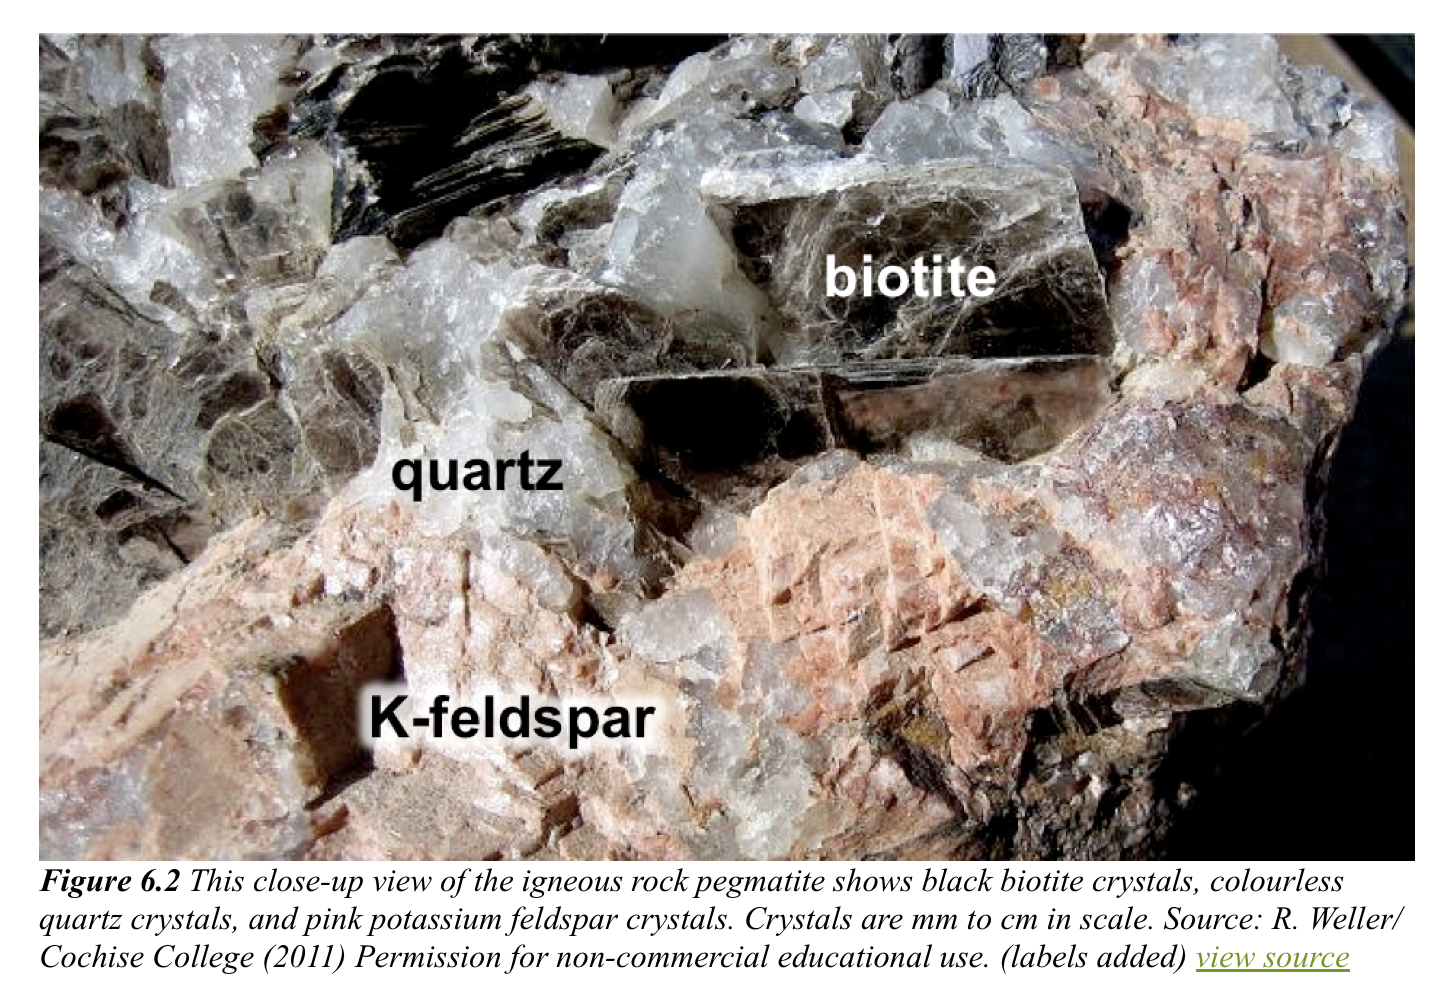 biotite
quartz
K-feldspar
Figure 6.2 This close-up view of the igneous rock pegmatite shows black biotite crystals, colourless
quartz crystals, and pink potassium feldspar crystals. Crystals are mm to cm in scale. Source: R. Weller/
Cochise College (2011) Permission for non-commercial educational use. (labels added) view source